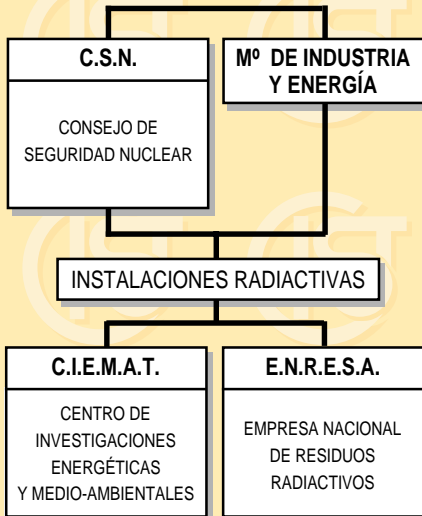 C.S.N.
CONSEJO DE
SEGURIDAD NUCLEAR
Mº DE INDUSTRIA
Y ENERGÍA
INSTALACIONES RADIACTIVAS
C.I.E.M.A.T.
CENTRO DE
INVESTIGACIONES
ENERGÉTICAS
Y MEDIO-AMBIENTALES
E.N.R.E.S.A.
EMPRESA NACIONAL
DE RESIDUOS
RADIACTIVOS